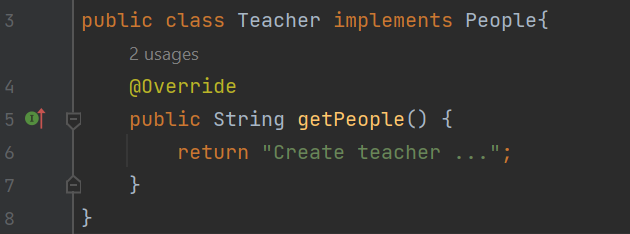 3 public class Teacher implements People{
2 usages
4 @Override
5 public String getPeople() {
6 return "Create teacher ...";
7 }
8 }